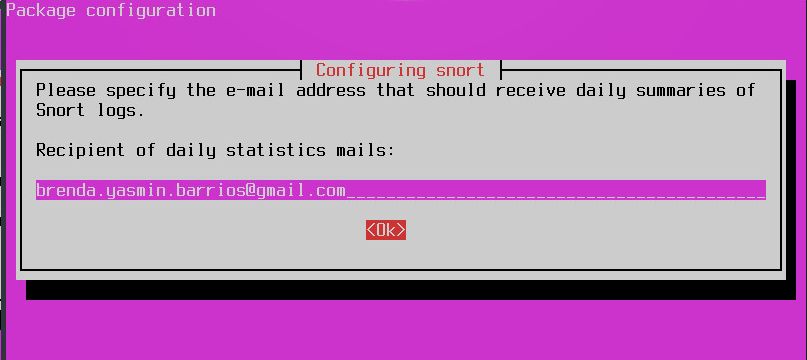 Package configuration
Configuring snort
Please specify the e-mail address that should receive daily summaries of
Snort logs.
Recipient of daily statistics mails:
brenda.yasmin.barrios@gmail.com__________________________________________
<Ok>